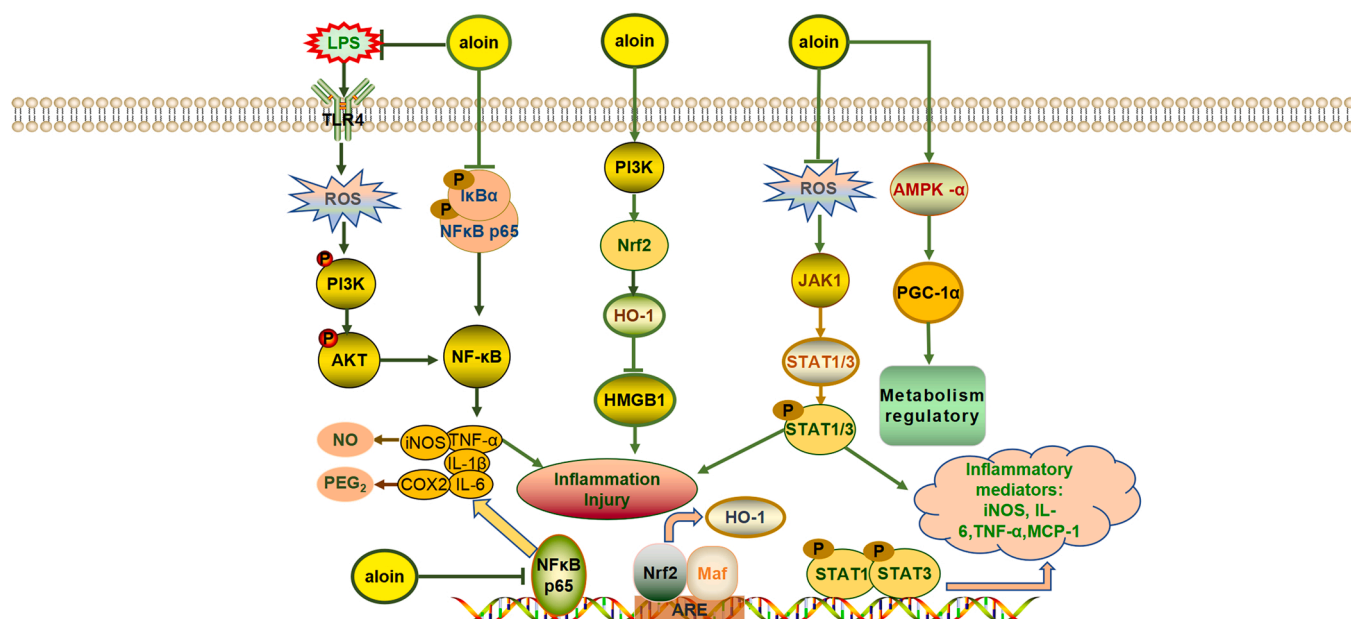 LPS
aloin
aloin
aloin
TLR4
ROS
P
IκBα
P
NFκB p65
PI3K
ROS
AMPK -α
P
PI3K
Nrf2
JAK1
PGC-1α
P
AKT
NF-κB
HO-1
STAT1/3
HMGB1
Metabolism
regulatory
P
STAT1/3
NO
iNOS
TNF-α
IL-1β
PEG₂
COX2
IL-6
Inflammation
Injury
Inflammatory
mediators:
iNOS, IL-
6,TNF-α,MCP-1
HO-1
aloin
NFκB
p65
Nrf2
Maf
ARE
P
STAT1
P
STAT3